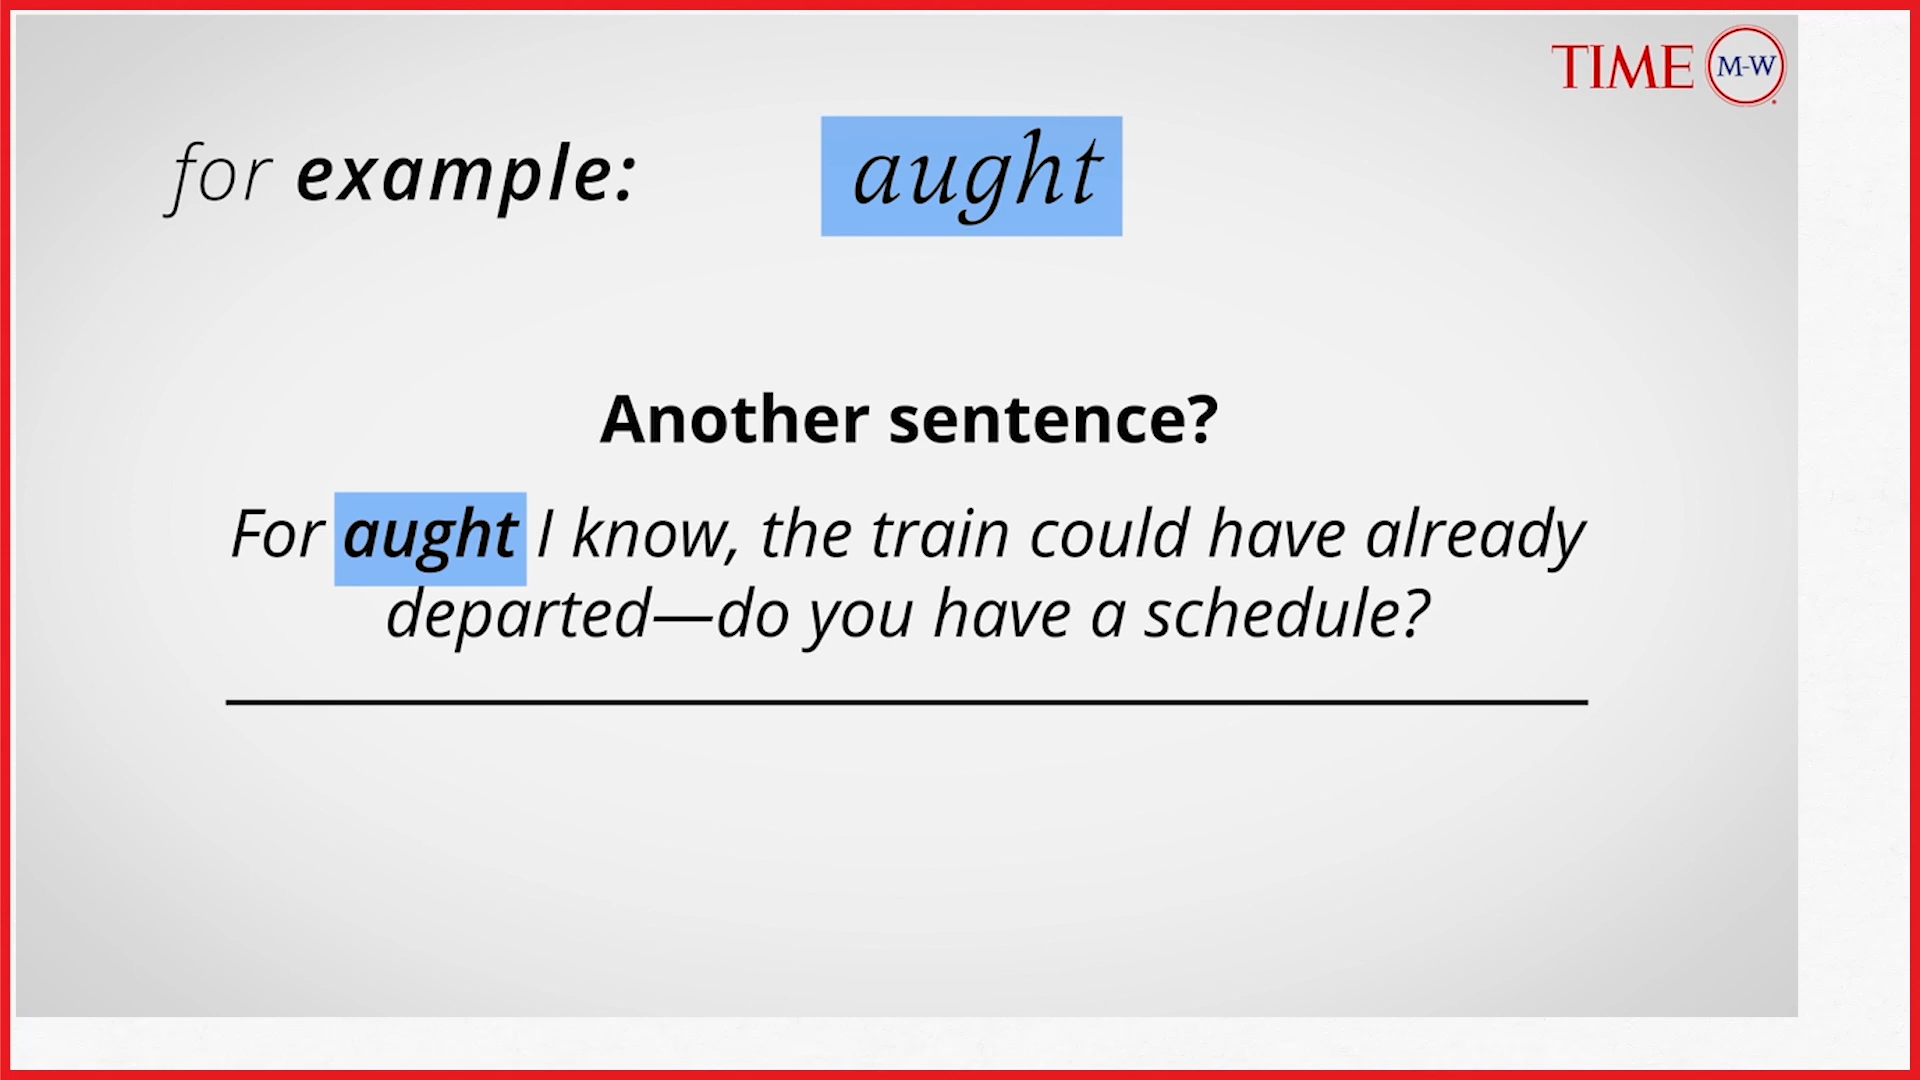 TIME M-W
for example: aught
Another sentence?
For aught I know, the train could have already
departed—do you have a schedule?